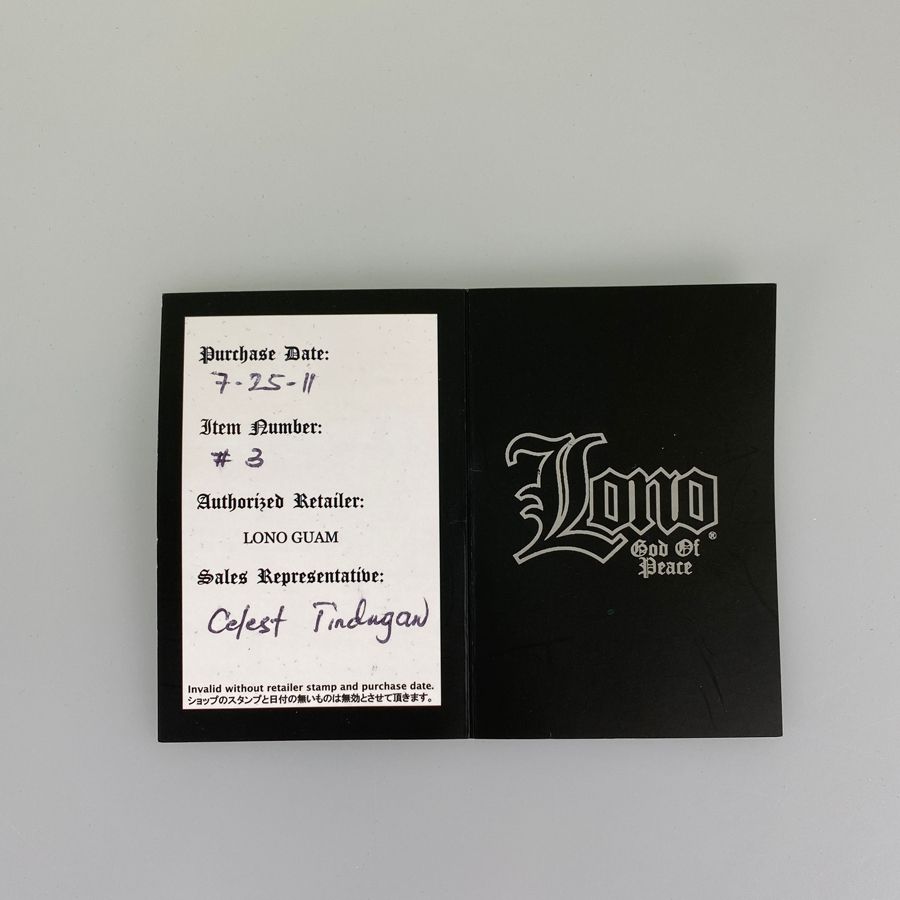 Purchase Date:
7-25-11
Item Number:
# 3
Authorized Retailer:
LONO GUAM
Sales Representative:
Celest Tindugan
Invalid without retailer stamp and purchase date.
ショップのスタンプと日付の無いものは無効とさせて頂きます。
Lono®
God Of
Peace